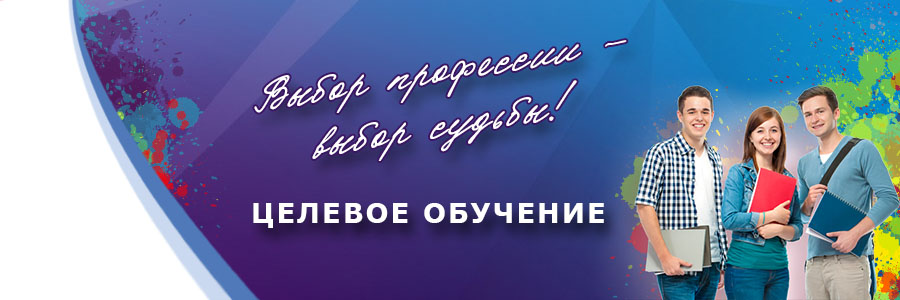 Выбор профессии –
выбор судьбы!
ЦЕЛЕВОЕ ОБУЧЕНИЕ